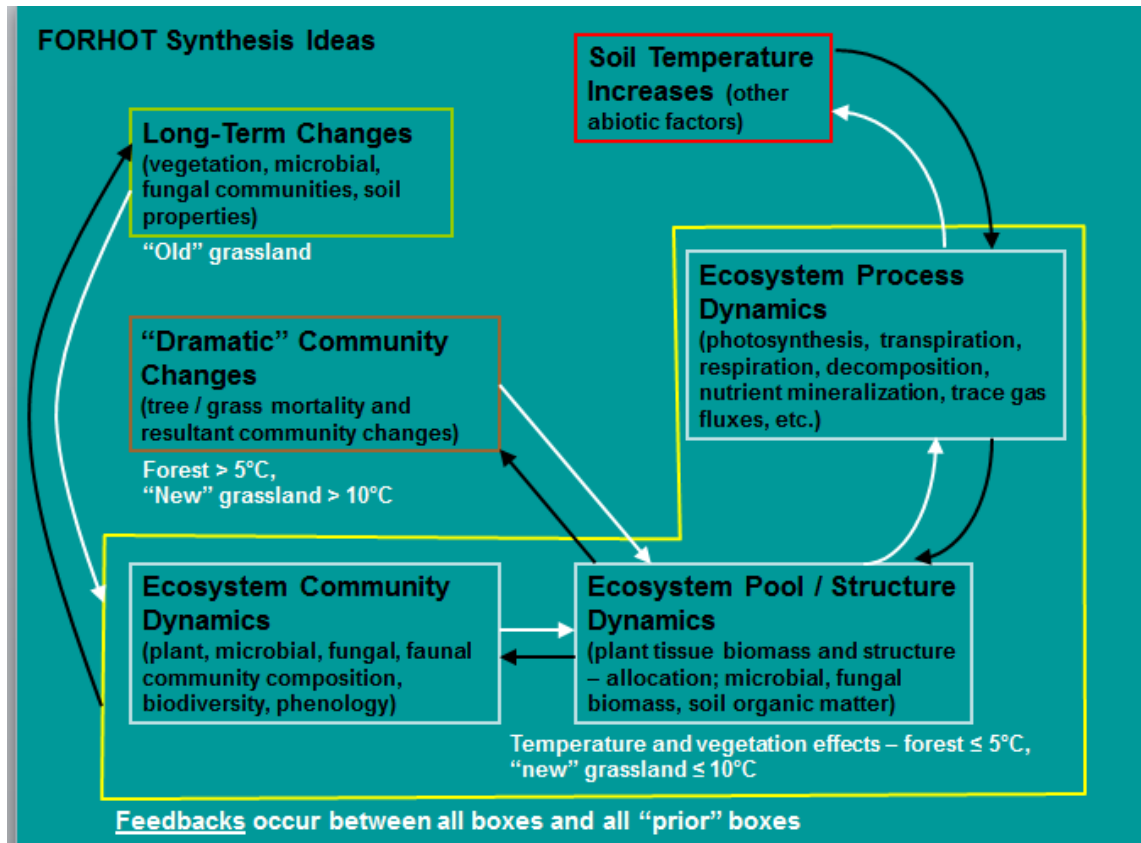 FORHOT Synthesis Ideas
Soil Temperature
Increases (other
abiotic factors)
Long-Term Changes
(vegetation, microbial,
fungal communities, soil
properties)
“Old” grassland
Ecosystem Process
Dynamics
(photosynthesis, transpiration,
respiration, decomposition,
nutrient mineralization, trace gas
fluxes, etc.)
“Dramatic” Community
Changes
(tree / grass mortality and
resultant community changes)
Forest > 5°C,
“New” grassland > 10°C
Ecosystem Community
Dynamics
(plant, microbial, fungal, faunal
community composition,
biodiversity, phenology)
Ecosystem Pool / Structure
Dynamics
(plant tissue biomass and structure
– allocation; microbial, fungal
biomass, soil organic matter)
Temperature and vegetation effects – forest ≤ 5°C,
“new” grassland ≤ 10°C
Feedbacks occur between all boxes and all “prior” boxes